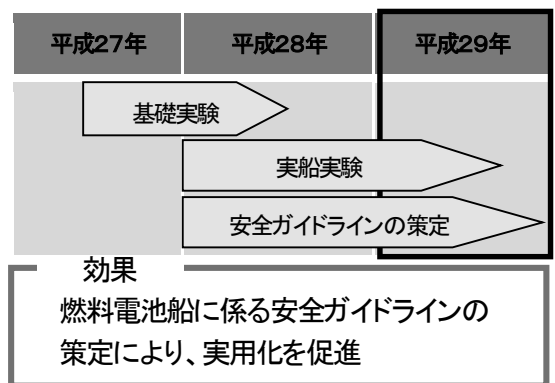 平成27年 平成28年 平成29年
基礎実験
実船実験
安全ガイドラインの策定
効果
燃料電池船に係る安全ガイドラインの
策定により、実用化を促進